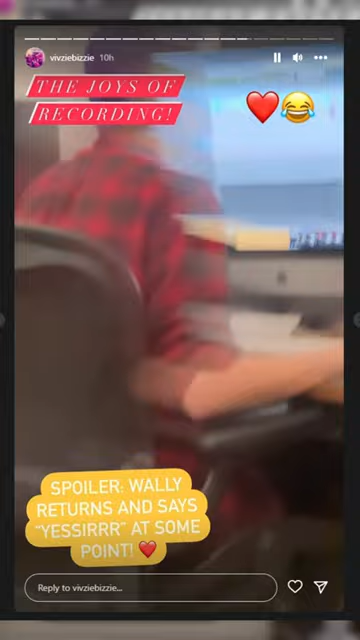 vivziebizzie 10h
THE JOYS OF
RECORDING!
SPOILER: WALLY
RETURNS AND SAYS
"YESSIRRR" AT SOME
POINT!
Reply to vivziebizzie...